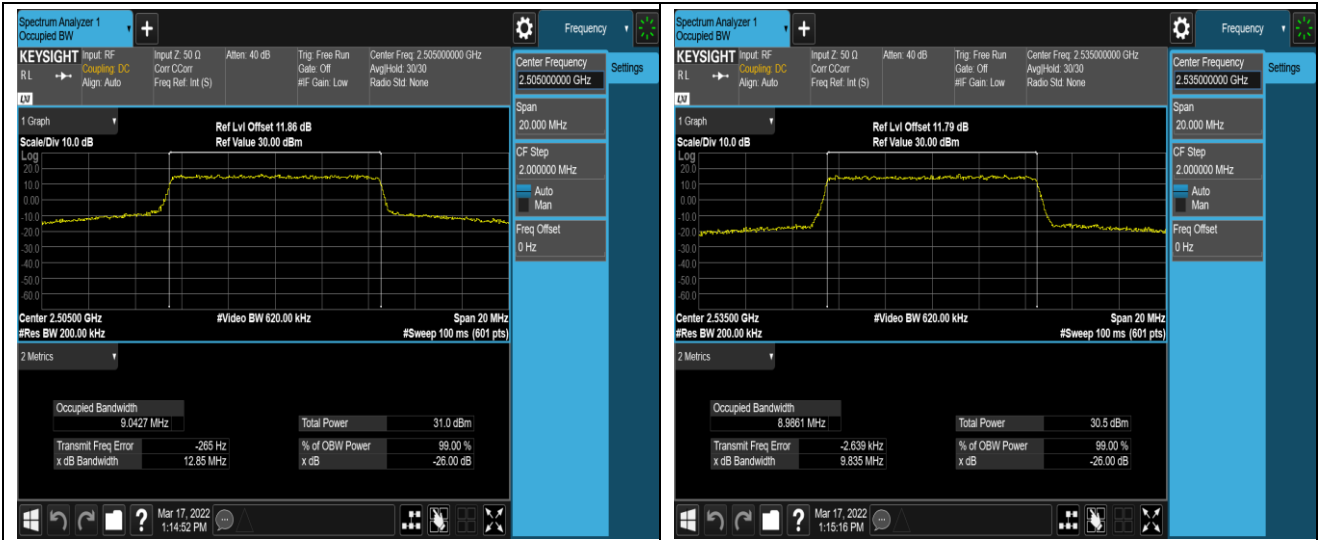 Spectrum Analyzer 1
Occupied BW
+
Frequency
KEYSIGHT Input: RF Input Z: 50 Ω Atten: 40 dB Trig: Free Run Center Freq: 2.505000000 GHz
RL Coupling: DC Corr CCorr Gate: Off Avg|Hold: 30/30
Align: Auto Freq Ref: Int (S) #IF Gain: Low Radio Std: None
LXI
Center Frequency
2.505000000 GHz
Settings
Span
20.000 MHz
CF Step
2.000000 MHz
Auto
Man
Freq Offset
0 Hz
1 Graph
Ref Lvl Offset 11.86 dB
Scale/Div 10.0 dB Ref Value 30.00 dBm
Log
20.0
10.0
0.00
-10.0
-20.0
-30.0
-40.0
-50.0
-60.0
Center 2.50500 GHz #Video BW 620.00 kHz Span 20 MHz
#Res BW 200.00 kHz #Sweep 100 ms (601 pts)
2 Metrics
Occupied Bandwidth
9.0427 MHz Total Power 31.0 dBm
Transmit Freq Error -265 Hz % of OBW Power 99.00 %
x dB Bandwidth 12.85 MHz x dB -26.00 dB
? Mar 17, 2022
1:14:52 PM
Spectrum Analyzer 1
Occupied BW
+
Frequency
KEYSIGHT Input: RF Input Z: 50 Ω Atten: 40 dB Trig: Free Run Center Freq: 2.535000000 GHz
RL Coupling: DC Corr CCorr Gate: Off Avg|Hold: 30/30
Align: Auto Freq Ref: Int (S) #IF Gain: Low Radio Std: None
LXI
Center Frequency
2.535000000 GHz
Settings
Span
20.000 MHz
CF Step
2.000000 MHz
Auto
Man
Freq Offset
0 Hz
1 Graph
Ref Lvl Offset 11.79 dB
Scale/Div 10.0 dB Ref Value 30.00 dBm
Log
20.0
10.0
0.00
-10.0
-20.0
-30.0
-40.0
-50.0
-60.0
Center 2.53500 GHz #Video BW 620.00 kHz Span 20 MHz
#Res BW 200.00 kHz #Sweep 100 ms (601 pts)
2 Metrics
Occupied Bandwidth
8.9861 MHz Total Power 30.5 dBm
Transmit Freq Error -2.639 kHz % of OBW Power 99.00 %
x dB Bandwidth 9.835 MHz x dB -26.00 dB
? Mar 17, 2022
1:15:16 PM